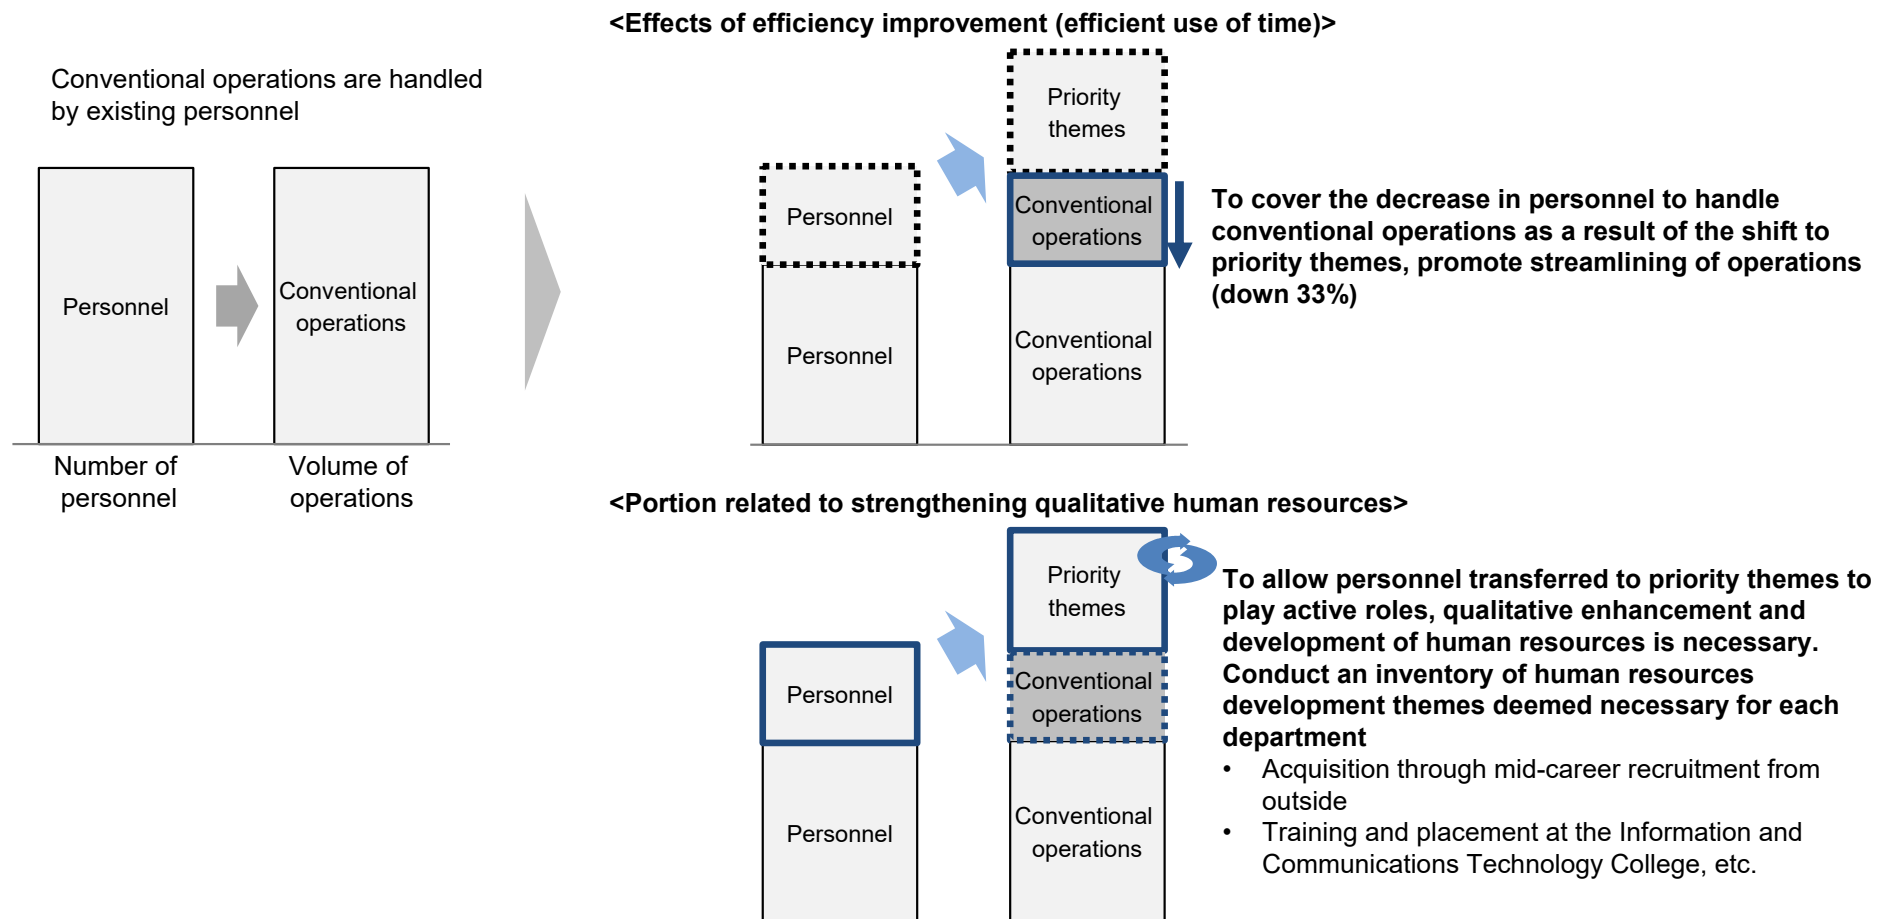 <Effects of efficiency improvement (efficient use of time)>
Conventional operations are handled
by existing personnel
Personnel
Conventional
operations
Number of
personnel
Volume of
operations
Priority
themes
Personnel
Conventional
operations
Personnel
Conventional
operations
To cover the decrease in personnel to handle
conventional operations as a result of the shift to
priority themes, promote streamlining of operations
(down 33%)
<Portion related to strengthening qualitative human resources>
Priority
themes
Personnel
Conventional
operations
Personnel
Conventional
operations
To allow personnel transferred to priority themes to
play active roles, qualitative enhancement and
development of human resources is necessary.
Conduct an inventory of human resources
development themes deemed necessary for each
department
• Acquisition through mid-career recruitment from
outside
• Training and placement at the Information and
Communications Technology College, etc.